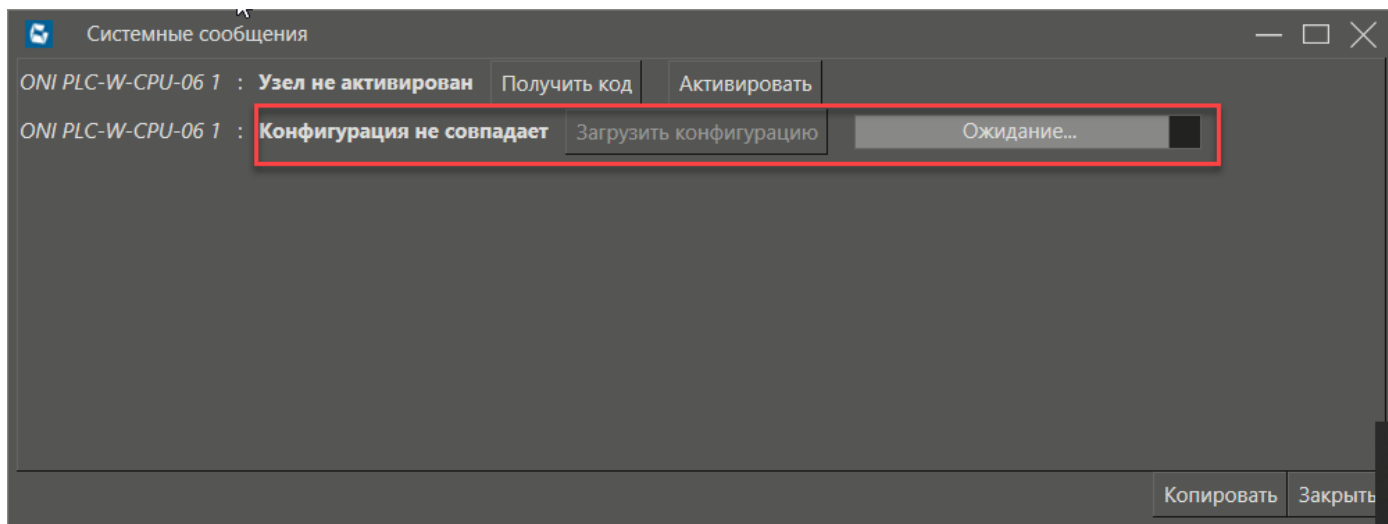 Системные сообщения
ONI PLC-W-CPU-06 1 : Узел не активирован Получить код Активировать
ONI PLC-W-CPU-06 1 : Конфигурация не совпадает Загрузить конфигурацию Ожидание...
Копировать Закрыть